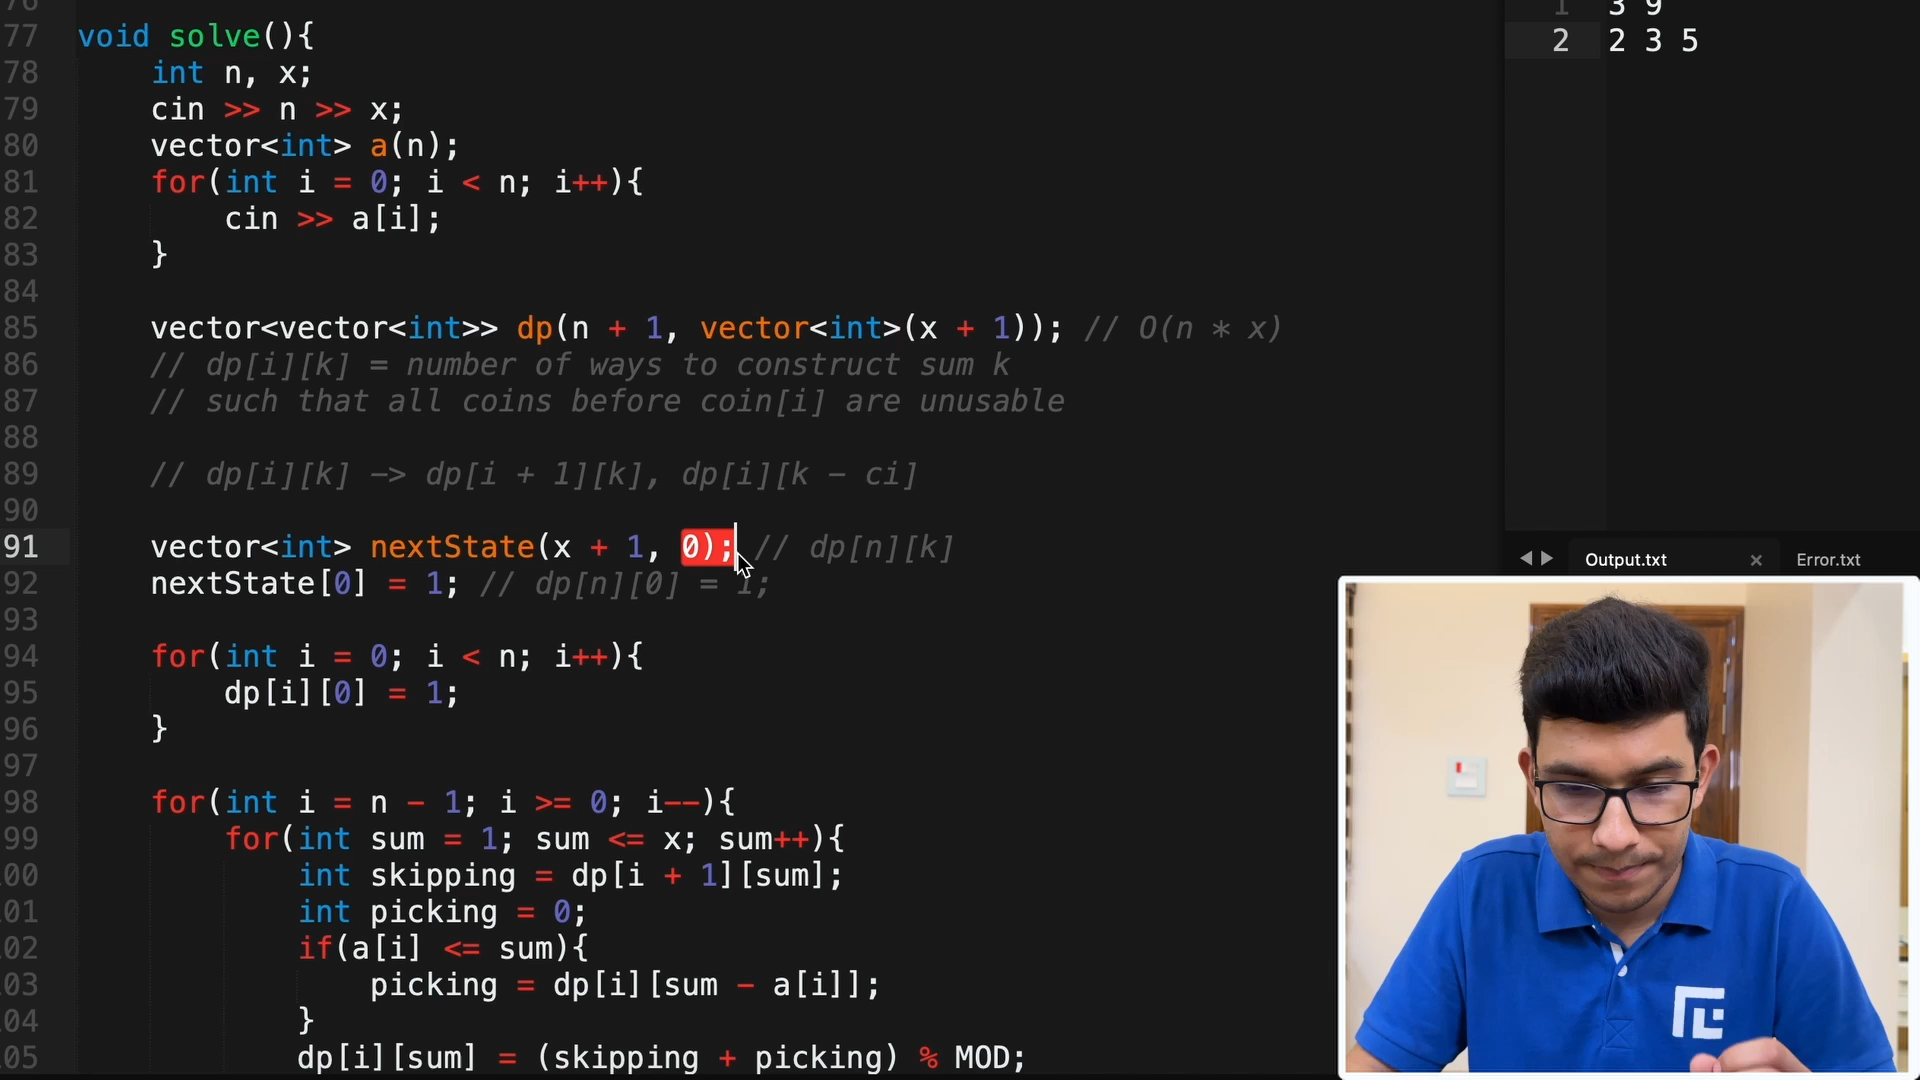 76
77 void solve(){
78 int n, x;
79 cin >> n >> x;
80 vector<int> a(n);
81 for(int i = 0; i < n; i++){
82 cin >> a[i];
83 }
84
85 vector<vector<int>> dp(n + 1, vector<int>(x + 1)); // O(n * x)
86 // dp[i][k] = number of ways to construct sum k
87 // such that all coins before coin[i] are unusable
88
89 // dp[i][k] -> dp[i + 1][k], dp[i][k - ci]
90
91 vector<int> nextState(x + 1, 0); // dp[n][k]
92 nextState[0] = 1; // dp[n][0] = 1;
93
94 for(int i = 0; i < n; i++){
95 dp[i][0] = 1;
96 }
97
98 for(int i = n - 1; i >= 0; i--){
99 for(int sum = 1; sum <= x; sum++){
00 int skipping = dp[i + 1][sum];
01 int picking = 0;
02 if(a[i] <= sum){
03 picking = dp[i][sum - a[i]];
04 }
05 dp[i][sum] = (skipping + picking) % MOD;
1 3 9
2 2 3 5
Output.txt × Error.txt